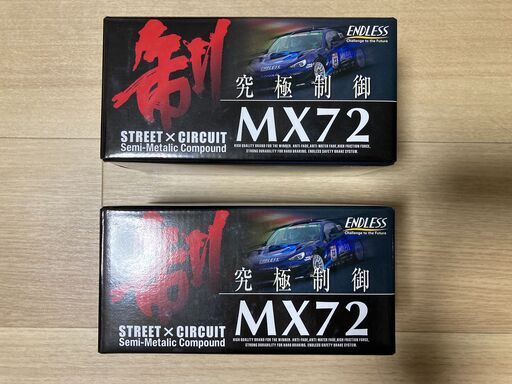 制
ENDLESS
Challenge to the Future
究極制御
STREET × CIRCUIT
Semi-Metalic Compound
MX72
HIGH QUALITY BRAND FOR THE WINNER. ANTI-FADE, ANTI-WATER FADE, HIGH FRICTION FORCE,
STRONG DURABILITY FOR HARD BRAKING. ENDLESS SAFETY BRAKE SYSTEM.
制
ENDLESS
Challenge to the Future
究極制御
STREET × CIRCUIT
Semi-Metalic Compound
MX72
HIGH QUALITY BRAND FOR THE WINNER. ANTI-FADE, ANTI-WATER FADE, HIGH FRICTION FORCE,
STRONG DURABILITY FOR HARD BRAKING. ENDLESS SAFETY BRAKE SYSTEM.